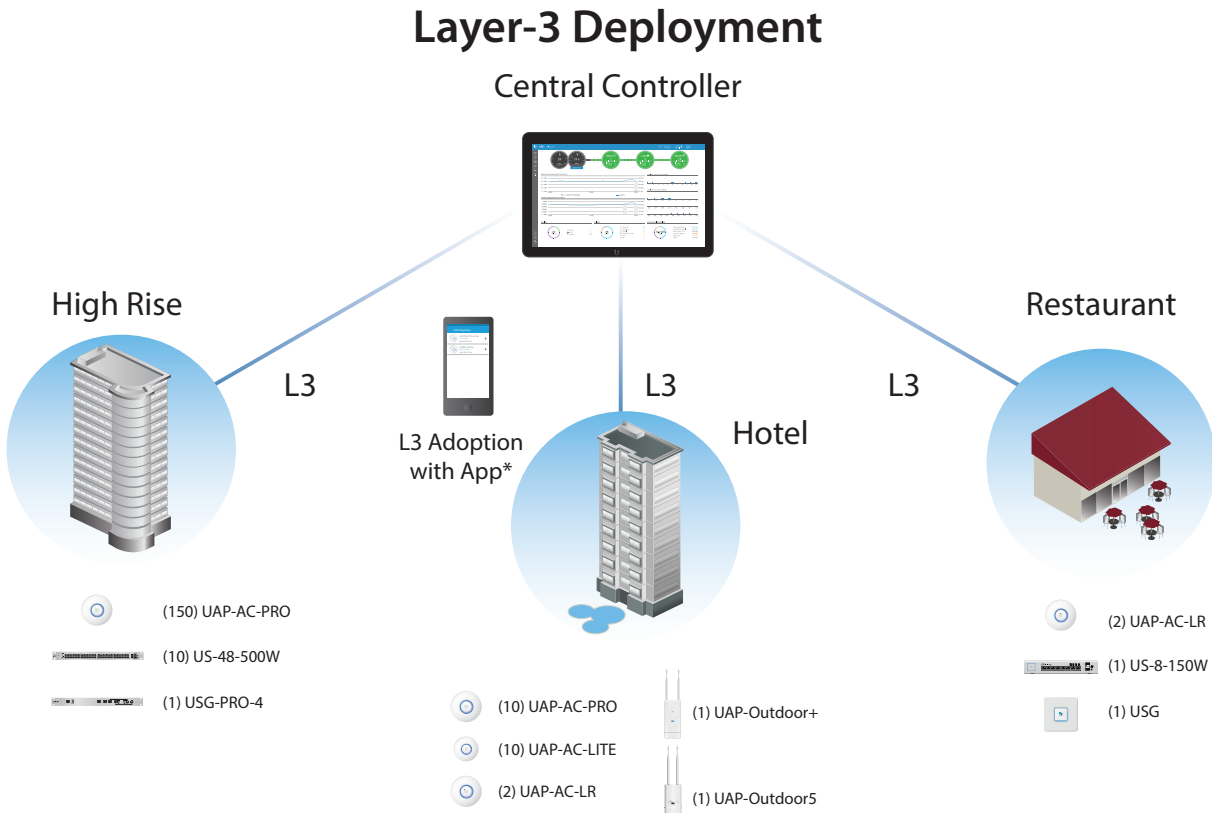 Layer-3 Deployment
Central Controller
High Rise
Restaurant
L3
L3
L3
L3 Adoption
with App*
Hotel
(150) UAP-AC-PRO
(10) US-48-500W
(1) USG-PRO-4
(10) UAP-AC-PRO
(10) UAP-AC-LITE
(2) UAP-AC-LR
(1) UAP-Outdoor+
(1) UAP-Outdoor5
(2) UAP-AC-LR
(1) US-8-150W
(1) USG